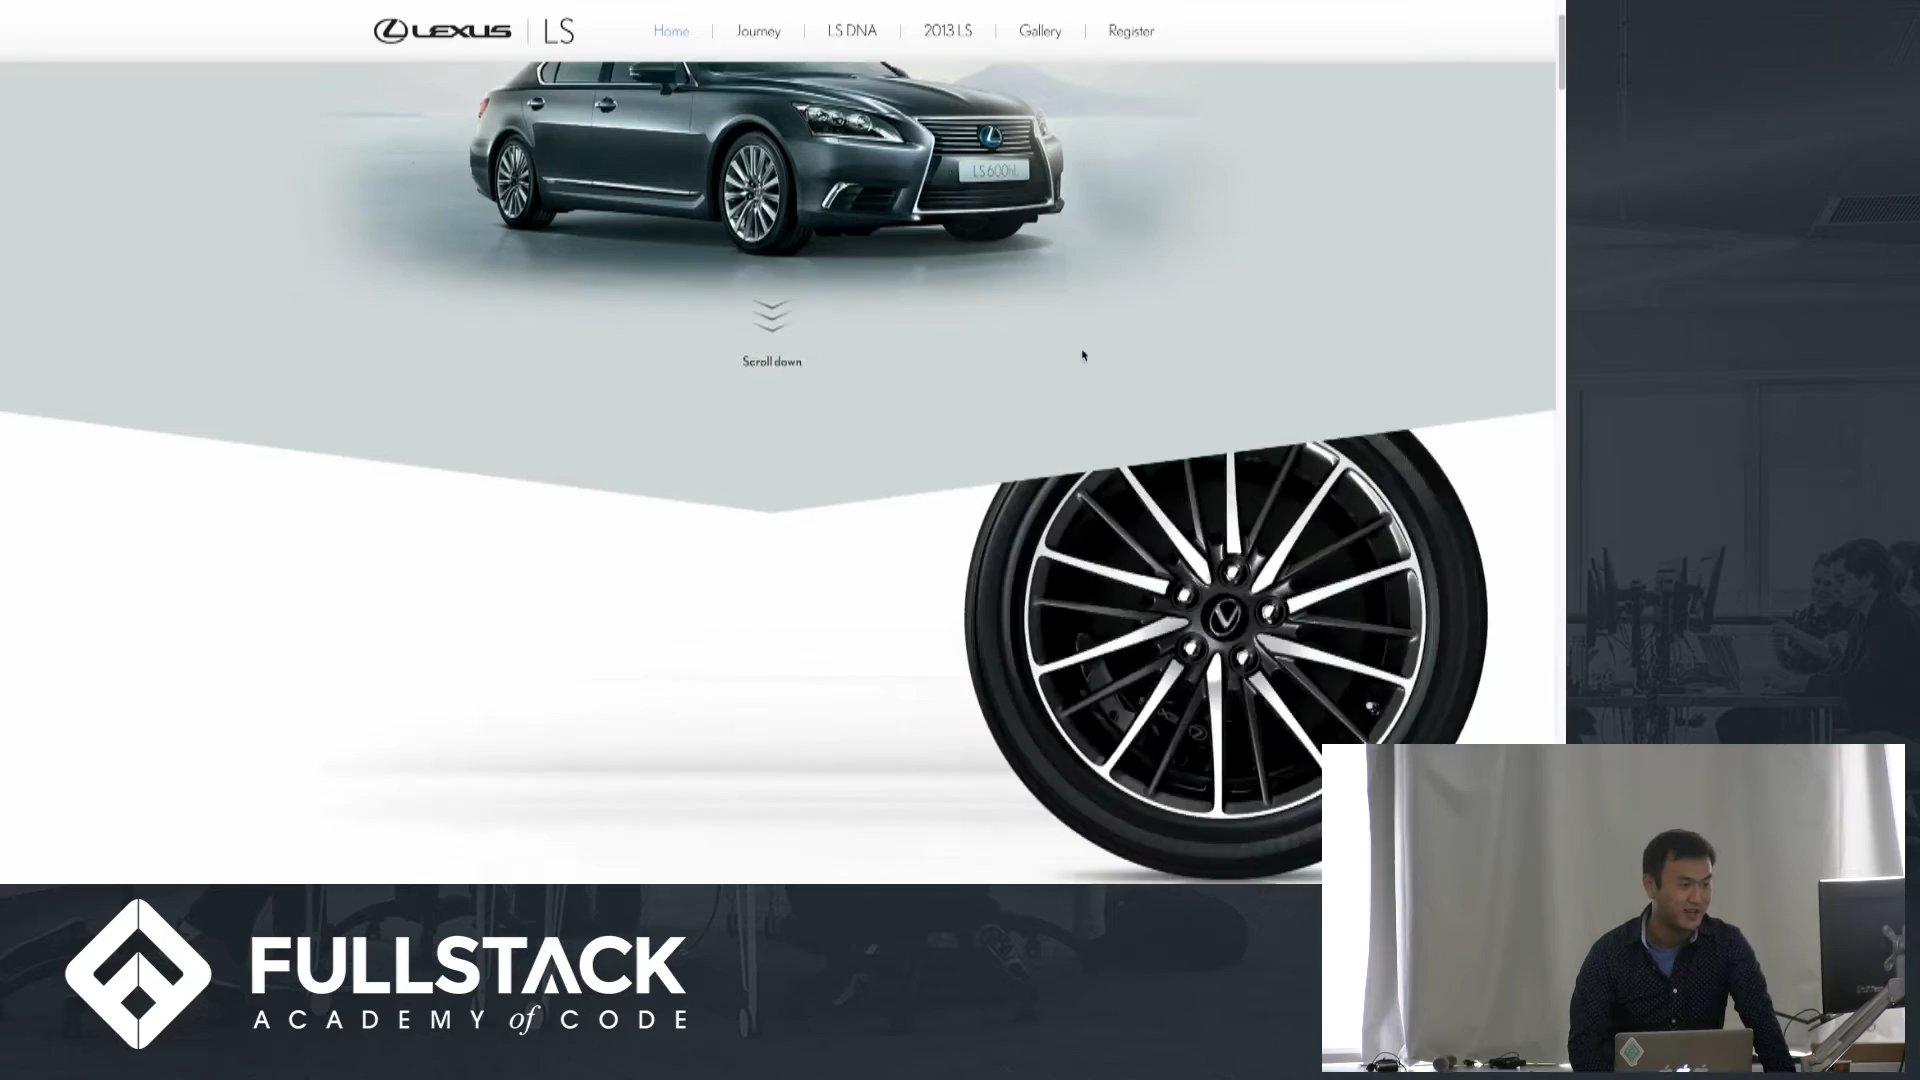 LEXUS | LS
Home | Journey | LS DNA | 2013 LS | Gallery | Register
LS 600hL
Scroll down
FULLSTACK
ACADEMY of CODE